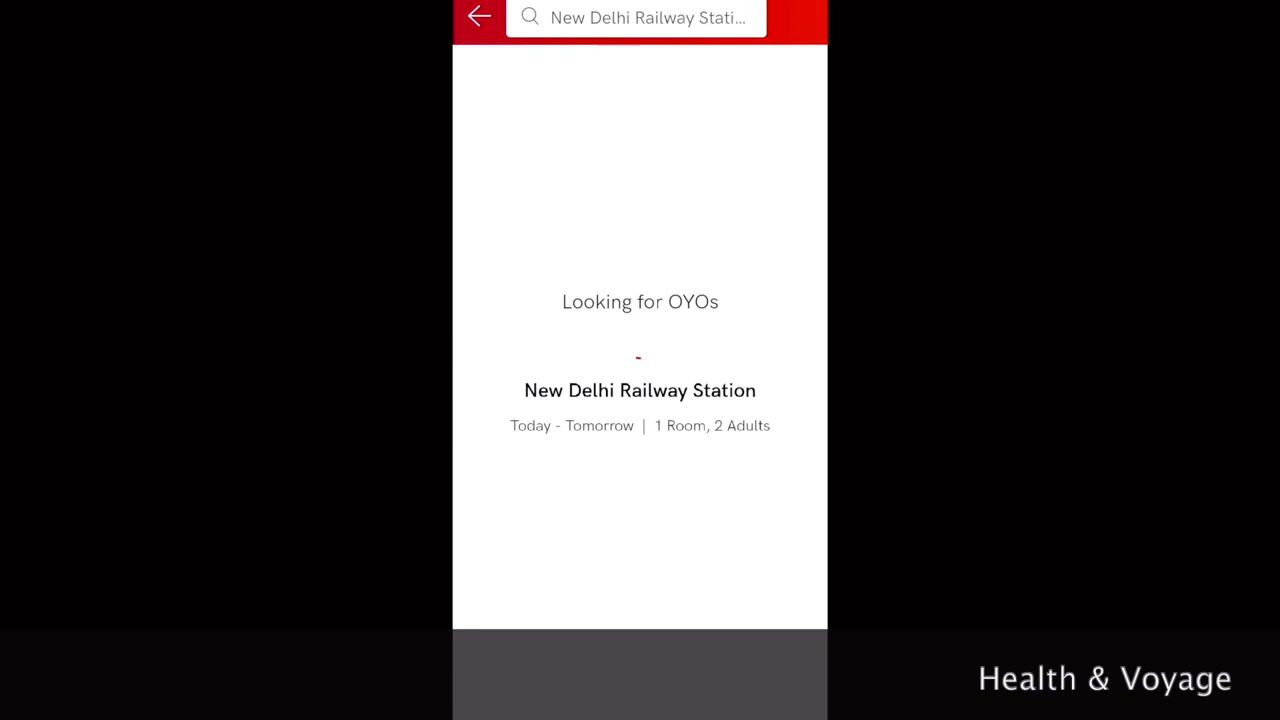 New Delhi Railway Stati...
Looking for OYOs
New Delhi Railway Station
Today - Tomorrow | 1 Room, 2 Adults
Health & Voyage